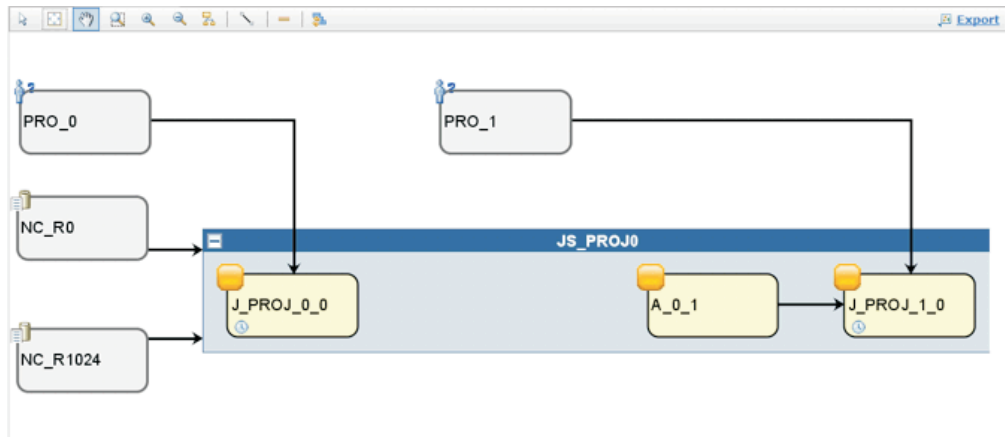 Export
PRO_0
PRO_1
NC_R0
JS_PROJ0
J_PROJ_0_0
A_0_1
J_PROJ_1_0
NC_R1024